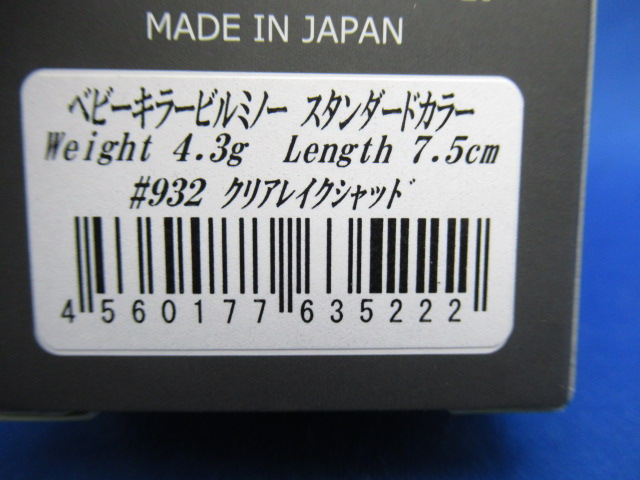 MADE IN JAPAN
ベビーキラービルミノー スタンダードカラー
Weight 4.3g Length 7.5cm
#932 クリアレイクシャッド
4 560177 635222